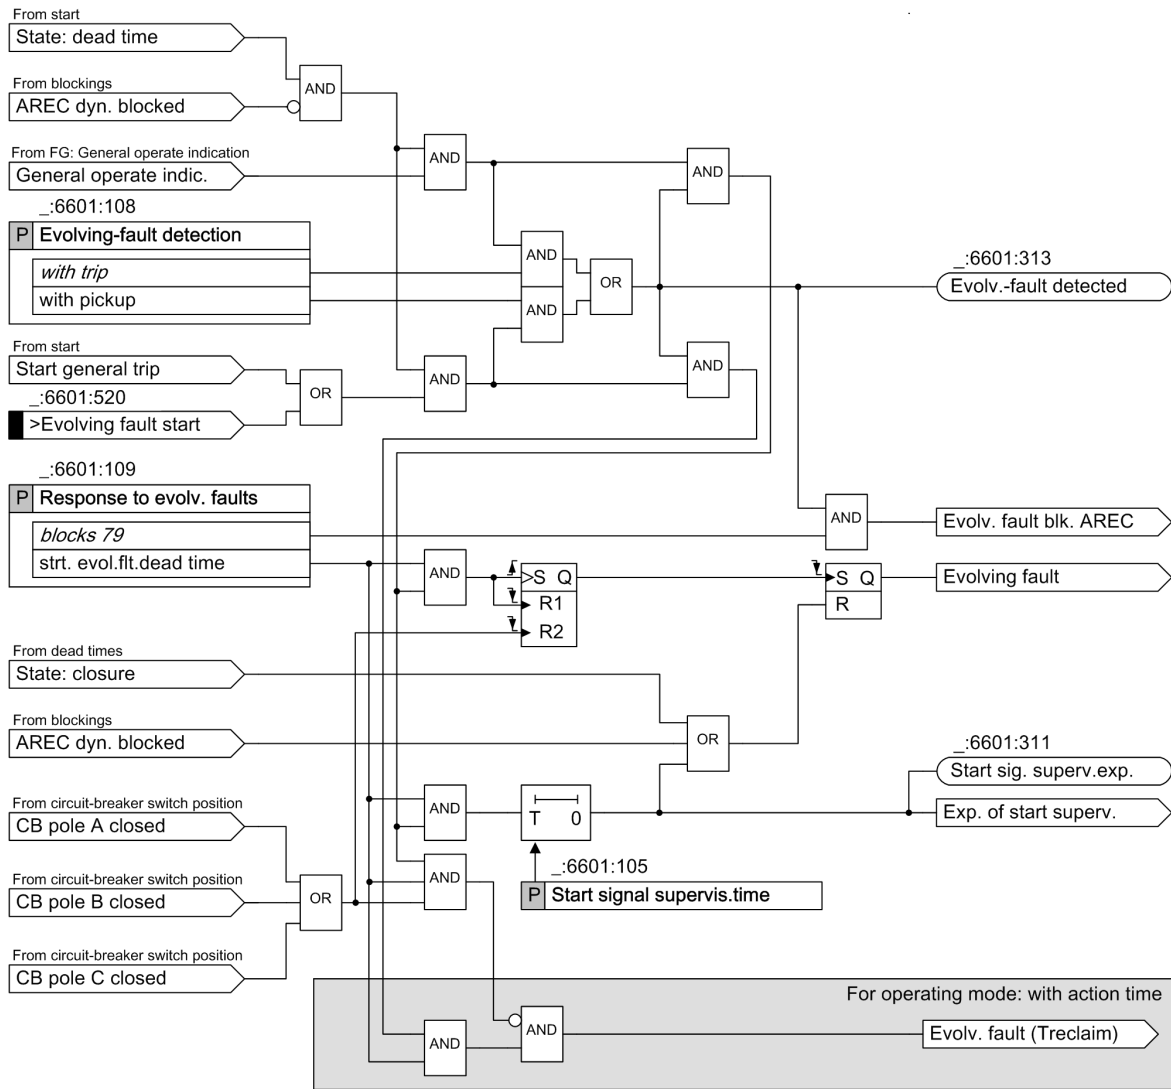 From start
State: dead time
AND
From blockings
AREC dyn. blocked
From FG: General operate indication
General operate indic.
AND
AND
_:6601:108
P Evolving-fault detection
with trip
with pickup
AND
AND
OR
_:6601:313
Evolv.-fault detected
From start
Start general trip
_:6601:520
>Evolving fault start
OR
AND
AND
_:6601:109
P Response to evolv. faults
blocks 79
strt. evol.flt.dead time
AND
Evolv. fault blk. AREC
AND
S Q
R1
R2
S Q
R
Evolving fault
From dead times
State: closure
From blockings
AREC dyn. blocked
OR
_:6601:311
Start sig. superv.exp.
From circuit-breaker switch position
CB pole A closed
AND
T 0
Exp. of start superv.
_:6601:105
P Start signal supervis.time
From circuit-breaker switch position
CB pole B closed
OR
AND
From circuit-breaker switch position
CB pole C closed
For operating mode: with action time
AND
AND
Evolv. fault (Treclaim)